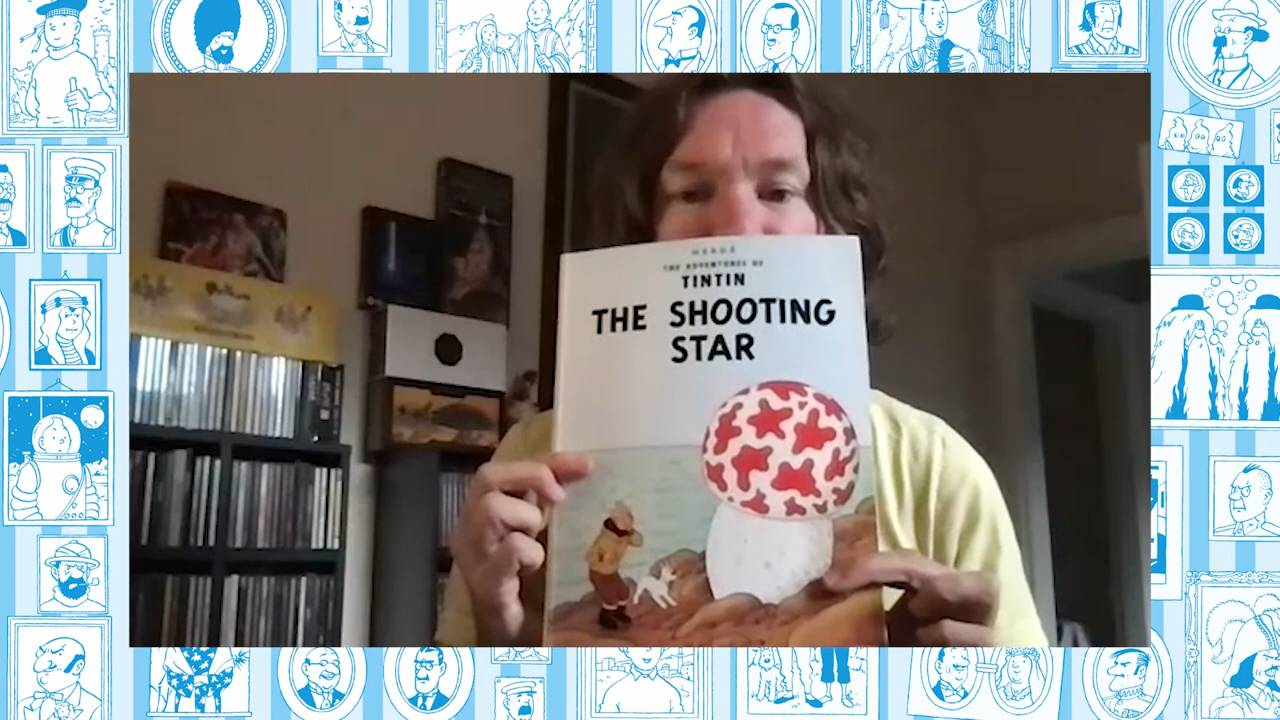 HERGÉ
THE ADVENTURES OF
TINTIN
THE SHOOTING
STAR